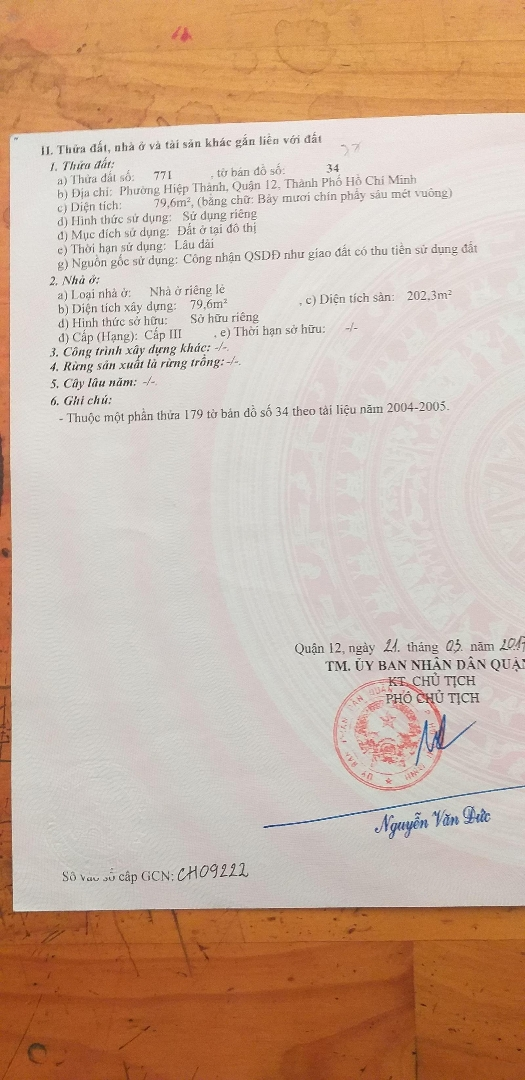 II. Thửa đất, nhà ở và tài sản khác gắn liền với đất
37
1. Thửa đất:
a) Thửa đất số: 771 , tờ bản đồ số: 34
b) Địa chỉ: Phường Hiệp Thành, Quận 12, Thành Phố Hồ Chí Minh
c) Diện tích: 79,6m², (bằng chữ: Bảy mươi chín phẩy sáu mét vuông)
d) Hình thức sử dụng: Sử dụng riêng
đ) Mục đích sử dụng: Đất ở tại đô thị
e) Thời hạn sử dụng: Lâu dài
g) Nguồn gốc sử dụng: Công nhận QSDĐ như giao đất có thu tiền sử dụng đất
2. Nhà ở:
a) Loại nhà ở: Nhà ở riêng lẻ
b) Diện tích xây dựng: 79,6m² , c) Diện tích sàn: 202,3m²
d) Hình thức sở hữu: Sở hữu riêng
đ) Cấp (Hạng): Cấp III , e) Thời hạn sở hữu: -/-
3. Công trình xây dựng khác: -/-.
4. Rừng sản xuất là rừng trồng: -/-.
5. Cây lâu năm: -/-.
6. Ghi chú:
- Thuộc một phần thửa 179 tờ bản đồ số 34 theo tài liệu năm 2004-2005.
Quận 12, ngày 21. tháng 03. năm 2017
TM. ỦY BAN NHÂN DÂN QUẬN
KT. CHỦ TỊCH
PHÓ CHỦ TỊCH
Nguyễn Văn Đức
Số vào sổ cấp GCN: CH09222